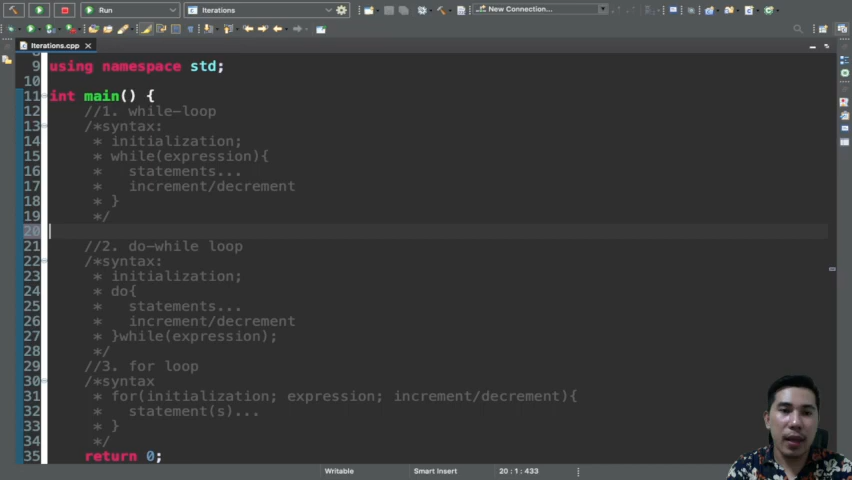 Run
Iterations
New Connection...
Iterations.cpp
8
9 using namespace std;
10
11 int main() {
12 //1. while-loop
13 /*syntax:
14 * initialization;
15 * while(expression){
16 * statements...
17 * increment/decrement
18 * }
19 */
20
21 //2. do-while loop
22 /*syntax:
23 * initialization;
24 * do{
25 * statements...
26 * increment/decrement
27 * }while(expression);
28 */
29 //3. for loop
30 /*syntax
31 * for(initialization; expression; increment/decrement){
32 * statement(s)...
33 * }
34 */
35 return 0;
Writable
Smart Insert
20 : 1 : 433